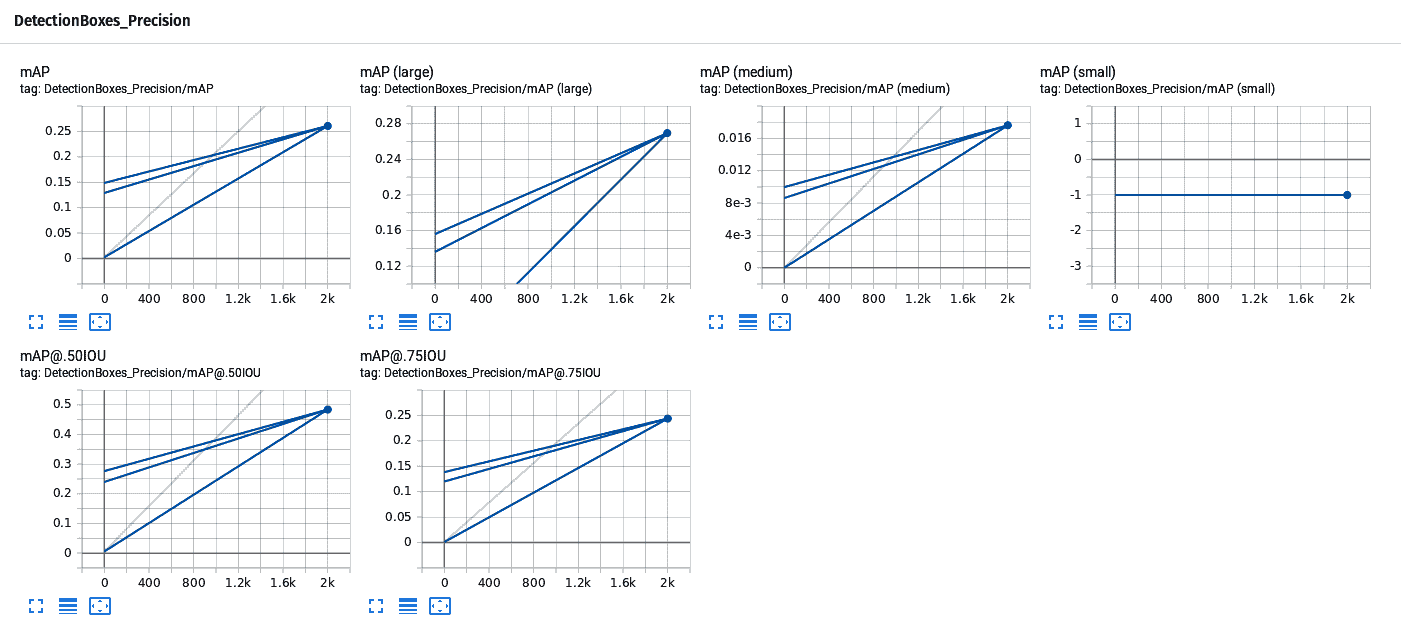 DetectionBoxes_Precision
mAP
tag: DetectionBoxes_Precision/mAP
0.25
0.2
0.15
0.1
0.05
0
0 400 800 1.2k 1.6k 2k
mAP (large)
tag: DetectionBoxes_Precision/mAP (large)
0.28
0.24
0.2
0.16
0.12
0 400 800 1.2k 1.6k 2k
mAP (medium)
tag: DetectionBoxes_Precision/mAP (medium)
0.016
0.012
8e-3
4e-3
0
0 400 800 1.2k 1.6k 2k
mAP (small)
tag: DetectionBoxes_Precision/mAP (small)
1
0
-1
-2
-3
0 400 800 1.2k 1.6k 2k
mAP@.50IOU
tag: DetectionBoxes_Precision/mAP@.50IOU
0.5
0.4
0.3
0.2
0.1
0
0 400 800 1.2k 1.6k 2k
mAP@.75IOU
tag: DetectionBoxes_Precision/mAP@.75IOU
0.25
0.2
0.15
0.1
0.05
0
0 400 800 1.2k 1.6k 2k